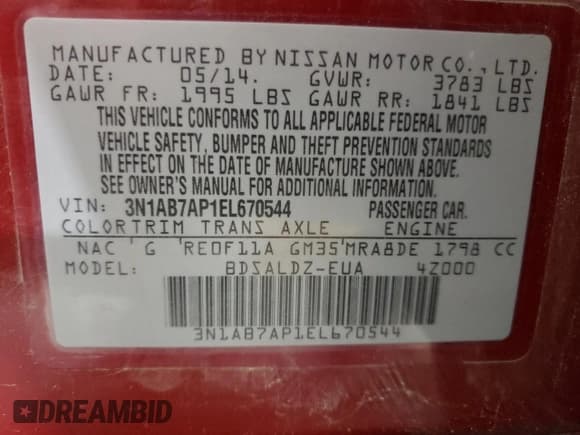 MANUFACTURED BY NISSAN MOTOR CO., LTD.
DATE: 05/14. GVWR: 3783 LBS
GAWR FR: 1995 LBS GAWR RR: 1841 LBS
THIS VEHICLE CONFORMS TO ALL APPLICABLE FEDERAL MOTOR
VEHICLE SAFETY, BUMPER AND THEFT PREVENTION STANDARDS
IN EFFECT ON THE DATE OF MANUFACTURE SHOWN ABOVE.
SEE OWNER'S MANUAL FOR ADDITIONAL INFORMATION.
VIN: 3N1AB7AP1EL670544 PASSENGER CAR.
COLORTRIM TRANS AXLE ENGINE
NAC G RE0F11A GM35 MRA8DE 1798 CC
MODEL: BDSALDZ-EUA 4Z000
3N1AB7AP1EL670544
DREAMBID